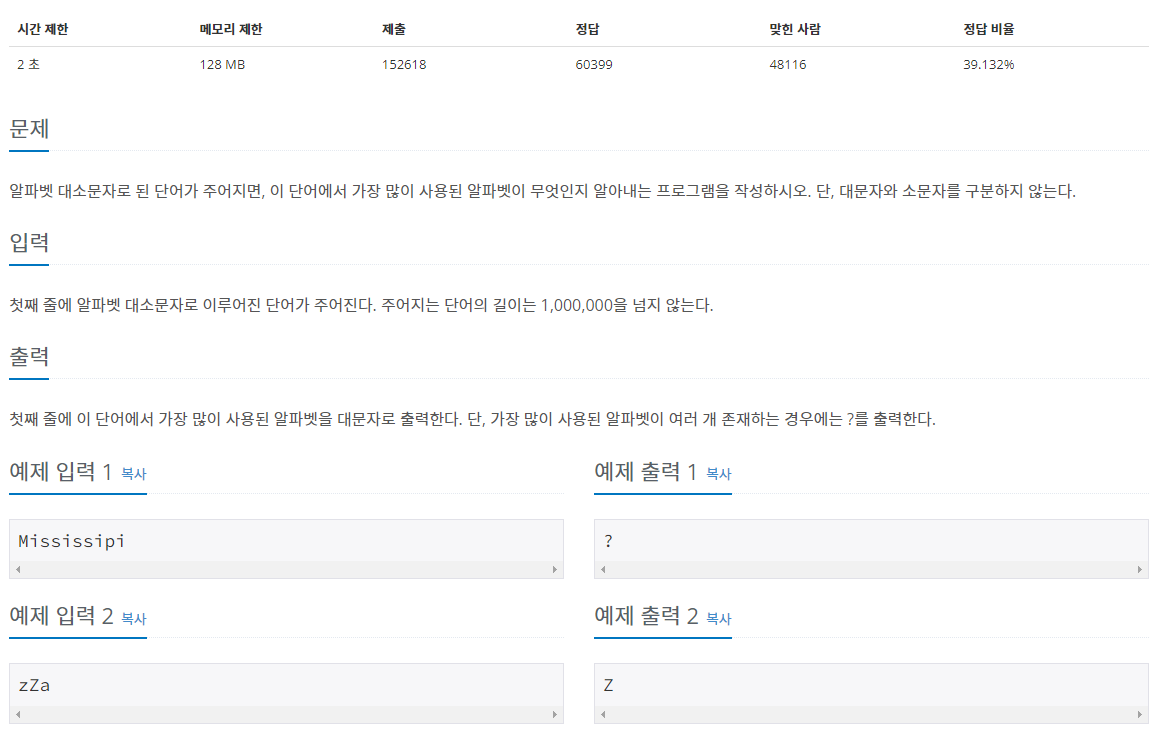 시간 제한 메모리 제한 제출 정답 맞힌 사람 정답 비율
2 초 128 MB 152618 60399 48116 39.132%
문제
알파벳 대소문자로 된 단어가 주어지면, 이 단어에서 가장 많이 사용된 알파벳이 무엇인지 알아내는 프로그램을 작성하시오. 단, 대문자와 소문자를 구분하지 않는다.
입력
첫째 줄에 알파벳 대소문자로 이루어진 단어가 주어진다. 주어지는 단어의 길이는 1,000,000을 넘지 않는다.
출력
첫째 줄에 이 단어에서 가장 많이 사용된 알파벳을 대문자로 출력한다. 단, 가장 많이 사용된 알파벳이 여러 개 존재하는 경우에는 ?를 출력한다.
예제 입력 1 복사
예제 출력 1 복사
Mississipi
?
예제 입력 2 복사
예제 출력 2 복사
zZa
Z